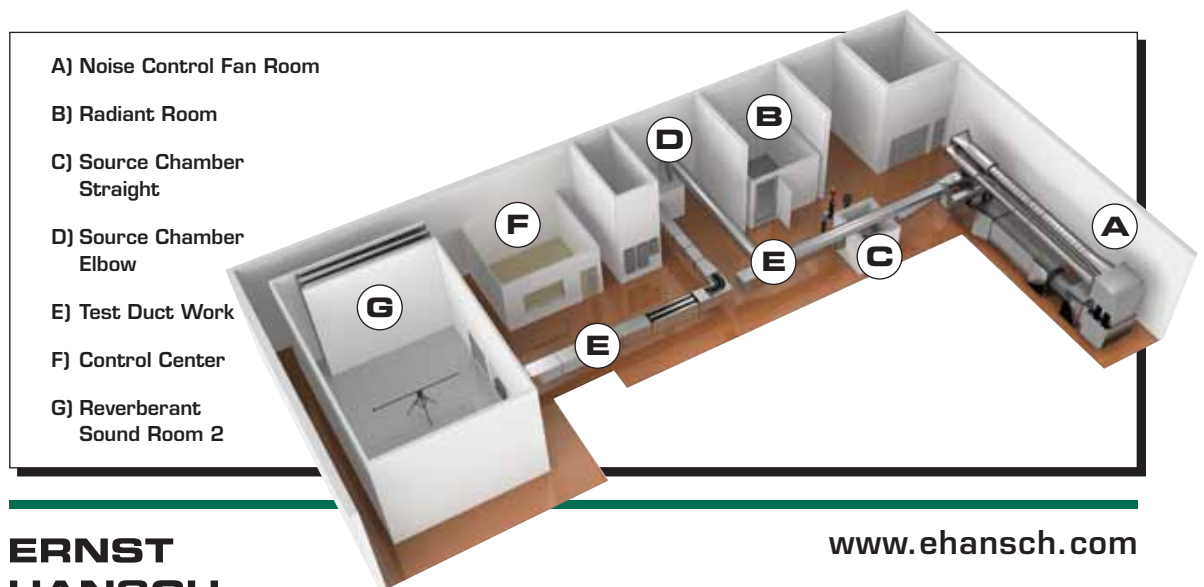 A) Noise Control Fan Room
B) Radiant Room
C) Source Chamber
Straight
D) Source Chamber
Elbow
E) Test Duct Work
F) Control Center
G) Reverberant
Sound Room 2
A
B
C
D
E
E
F
G
ERNST
HANSCH
www.ehansch.com